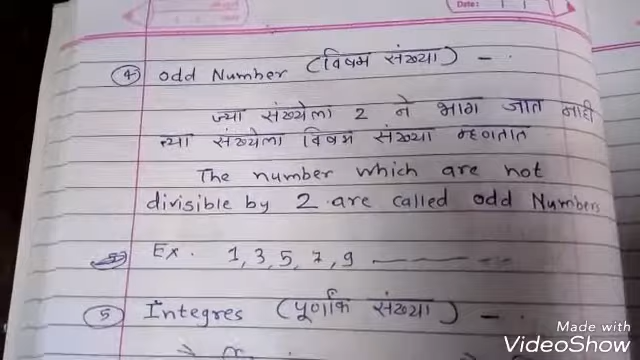 Date:
④ odd Number (विषम संख्या) -
ज्या संख्येला 2 ने भाग जात नाही
त्या संख्येला विषम संख्या म्हणतात
The number which are not
divisible by 2 are called odd Numbers
Ex. 1, 3, 5, 7, 9
⑤ Integres (पूर्णांक संख्या) -
Made with
VideoShow